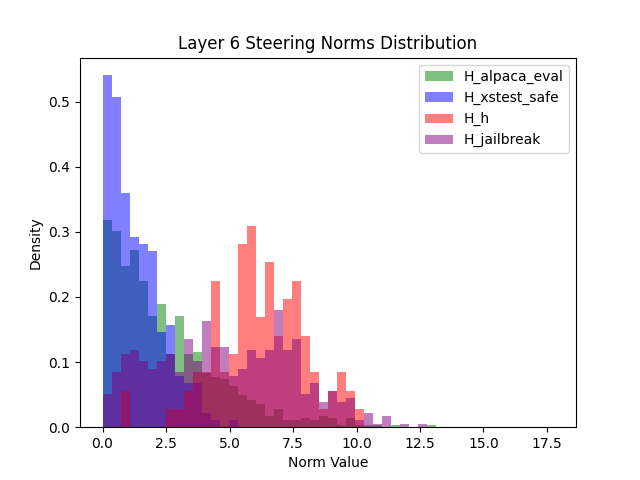 Layer 6 Steering Norms Distribution
H_alpaca_eval
H_xstest_safe
H_h
H_jailbreak
Density
0.5
0.4
0.3
0.2
0.1
0.0
0.0 2.5 5.0 7.5 10.0 12.5 15.0 17.5
Norm Value